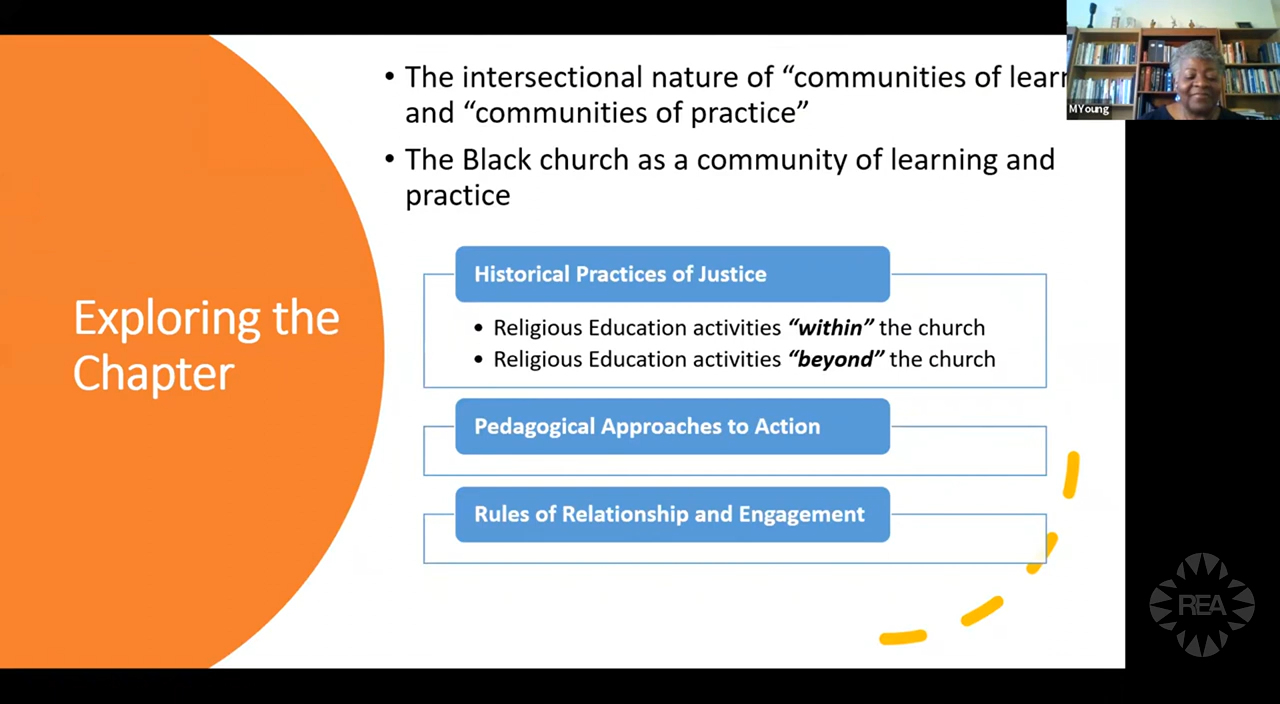 • The intersectional nature of “communities of lear
and “communities of practice”
• The Black church as a community of learning and
practice
Exploring the
Chapter
Historical Practices of Justice
• Religious Education activities “within” the church
• Religious Education activities “beyond” the church
Pedagogical Approaches to Action
Rules of Relationship and Engagement
MYoung
REA